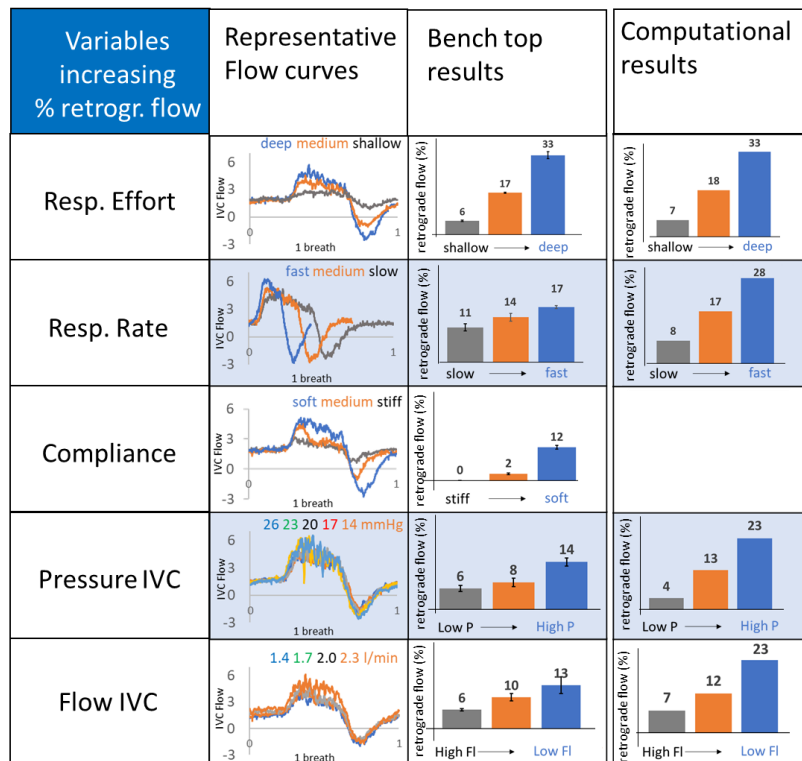 Variables
increasing
% retrogr. flow
Representative
Flow curves
Bench top
results
Computational
results
Resp. Effort
deep medium shallow
IVC Flow
6
3
0
-3
0
1
1 breath
retrograde flow (%)
6
17
33
shallow
deep
retrograde flow (%)
7
18
33
shallow
deep
Resp. Rate
fast medium slow
IVC Flow
6
3
0
-3
0
1
1 breath
retrograde flow (%)
11
14
17
slow
fast
retrograde flow (%)
8
17
28
slow
fast
Compliance
soft medium stiff
IVC Flow
6
3
0
-3
0
1
1 breath
retrograde flow (%)
0
2
12
stiff
soft
Pressure IVC
26 23 20 17 14 mmHg
IVC Flow
6
3
0
-3
0
1
1 breath
retrograde flow (%)
6
8
14
Low P
High P
retrograde flow (%)
4
13
23
Low P
High P
Flow IVC
1.4 1.7 2.0 2.3 l/min
IVC Flow
6
3
0
-3
0
1
1 breath
retrograde flow (%)
6
10
13
High Fl
Low Fl
retrograde flow (%)
7
12
23
High Fl
Low Fl